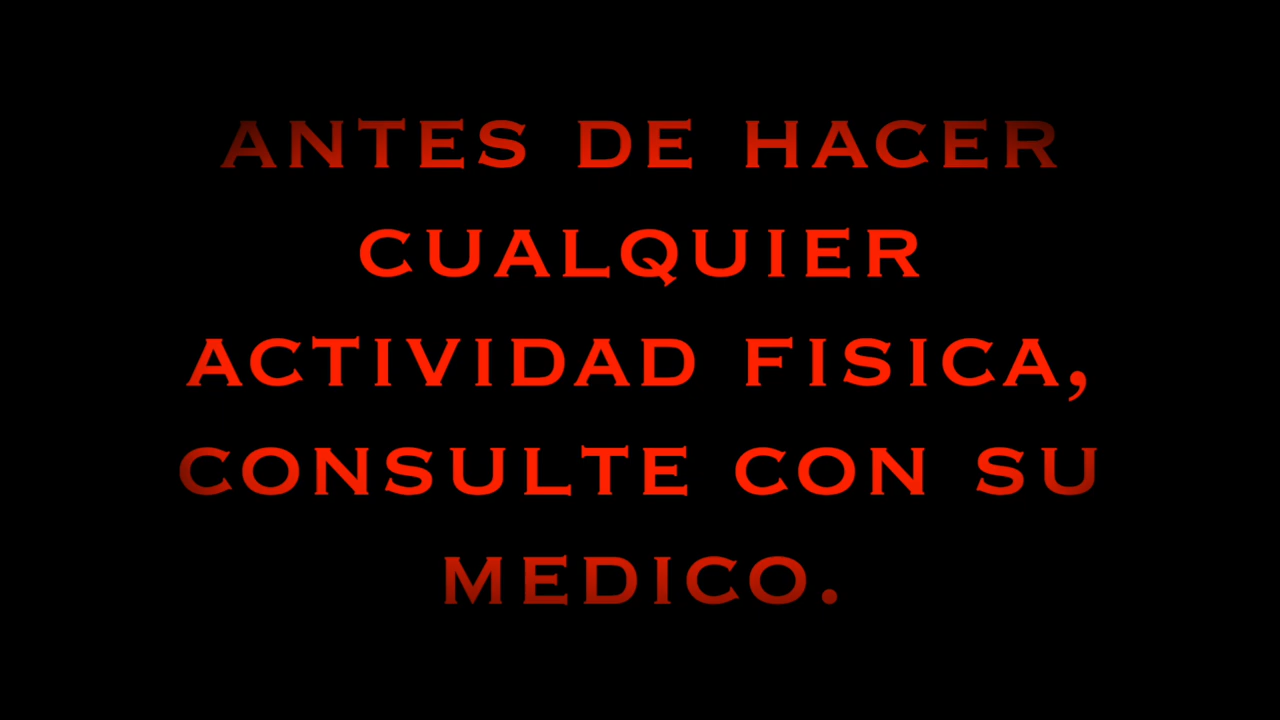 ANTES DE HACER
CUALQUIER
ACTIVIDAD FISICA,
CONSULTE CON SU
MEDICO.